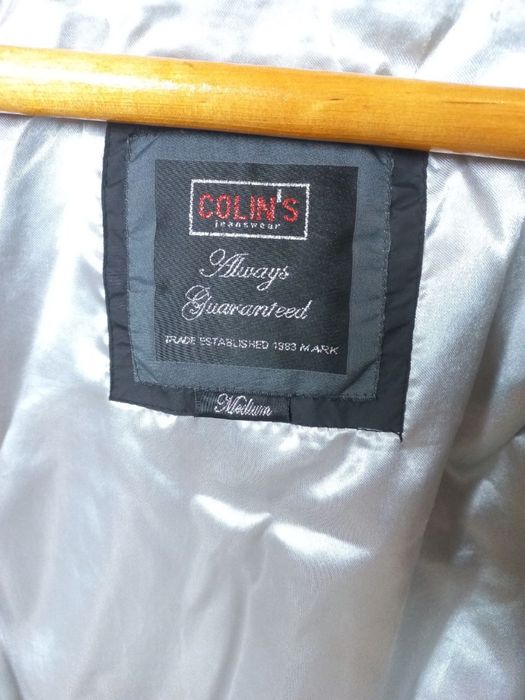 COLIN'S
jeanswear
Always
Guaranteed
TRADE ESTABLISHED 1983 MARK
Medium